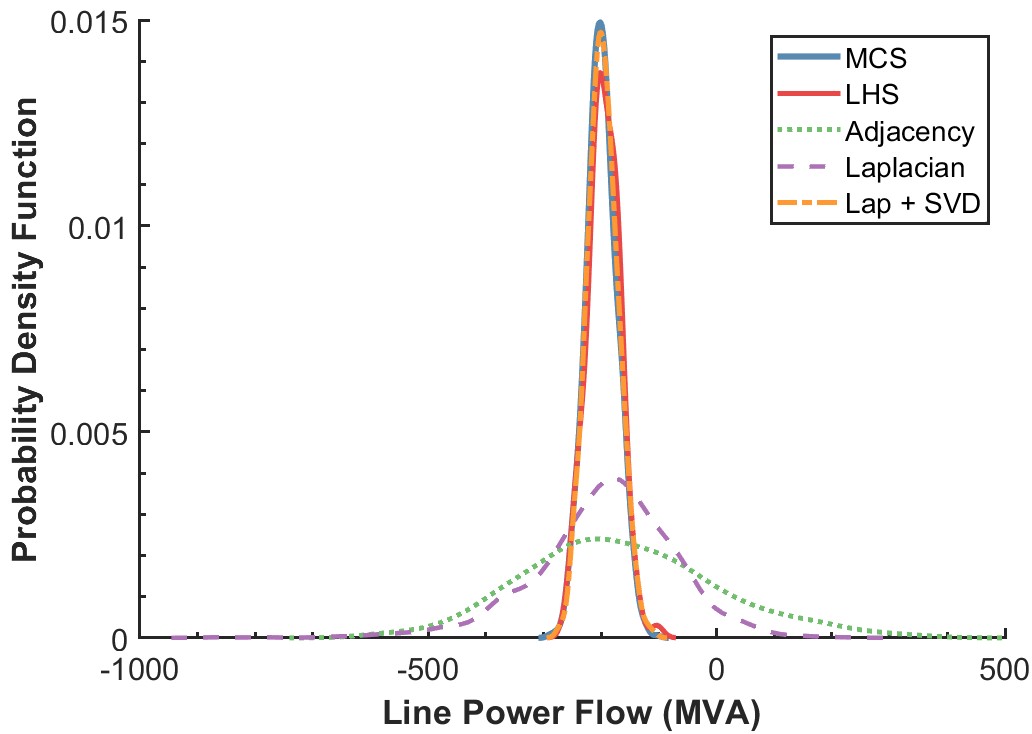 0.015
0.01
0.005
0
-1000
-500
0
500
Probability Density Function
Line Power Flow (MVA)
MCS
LHS
Adjacency
Laplacian
Lap + SVD